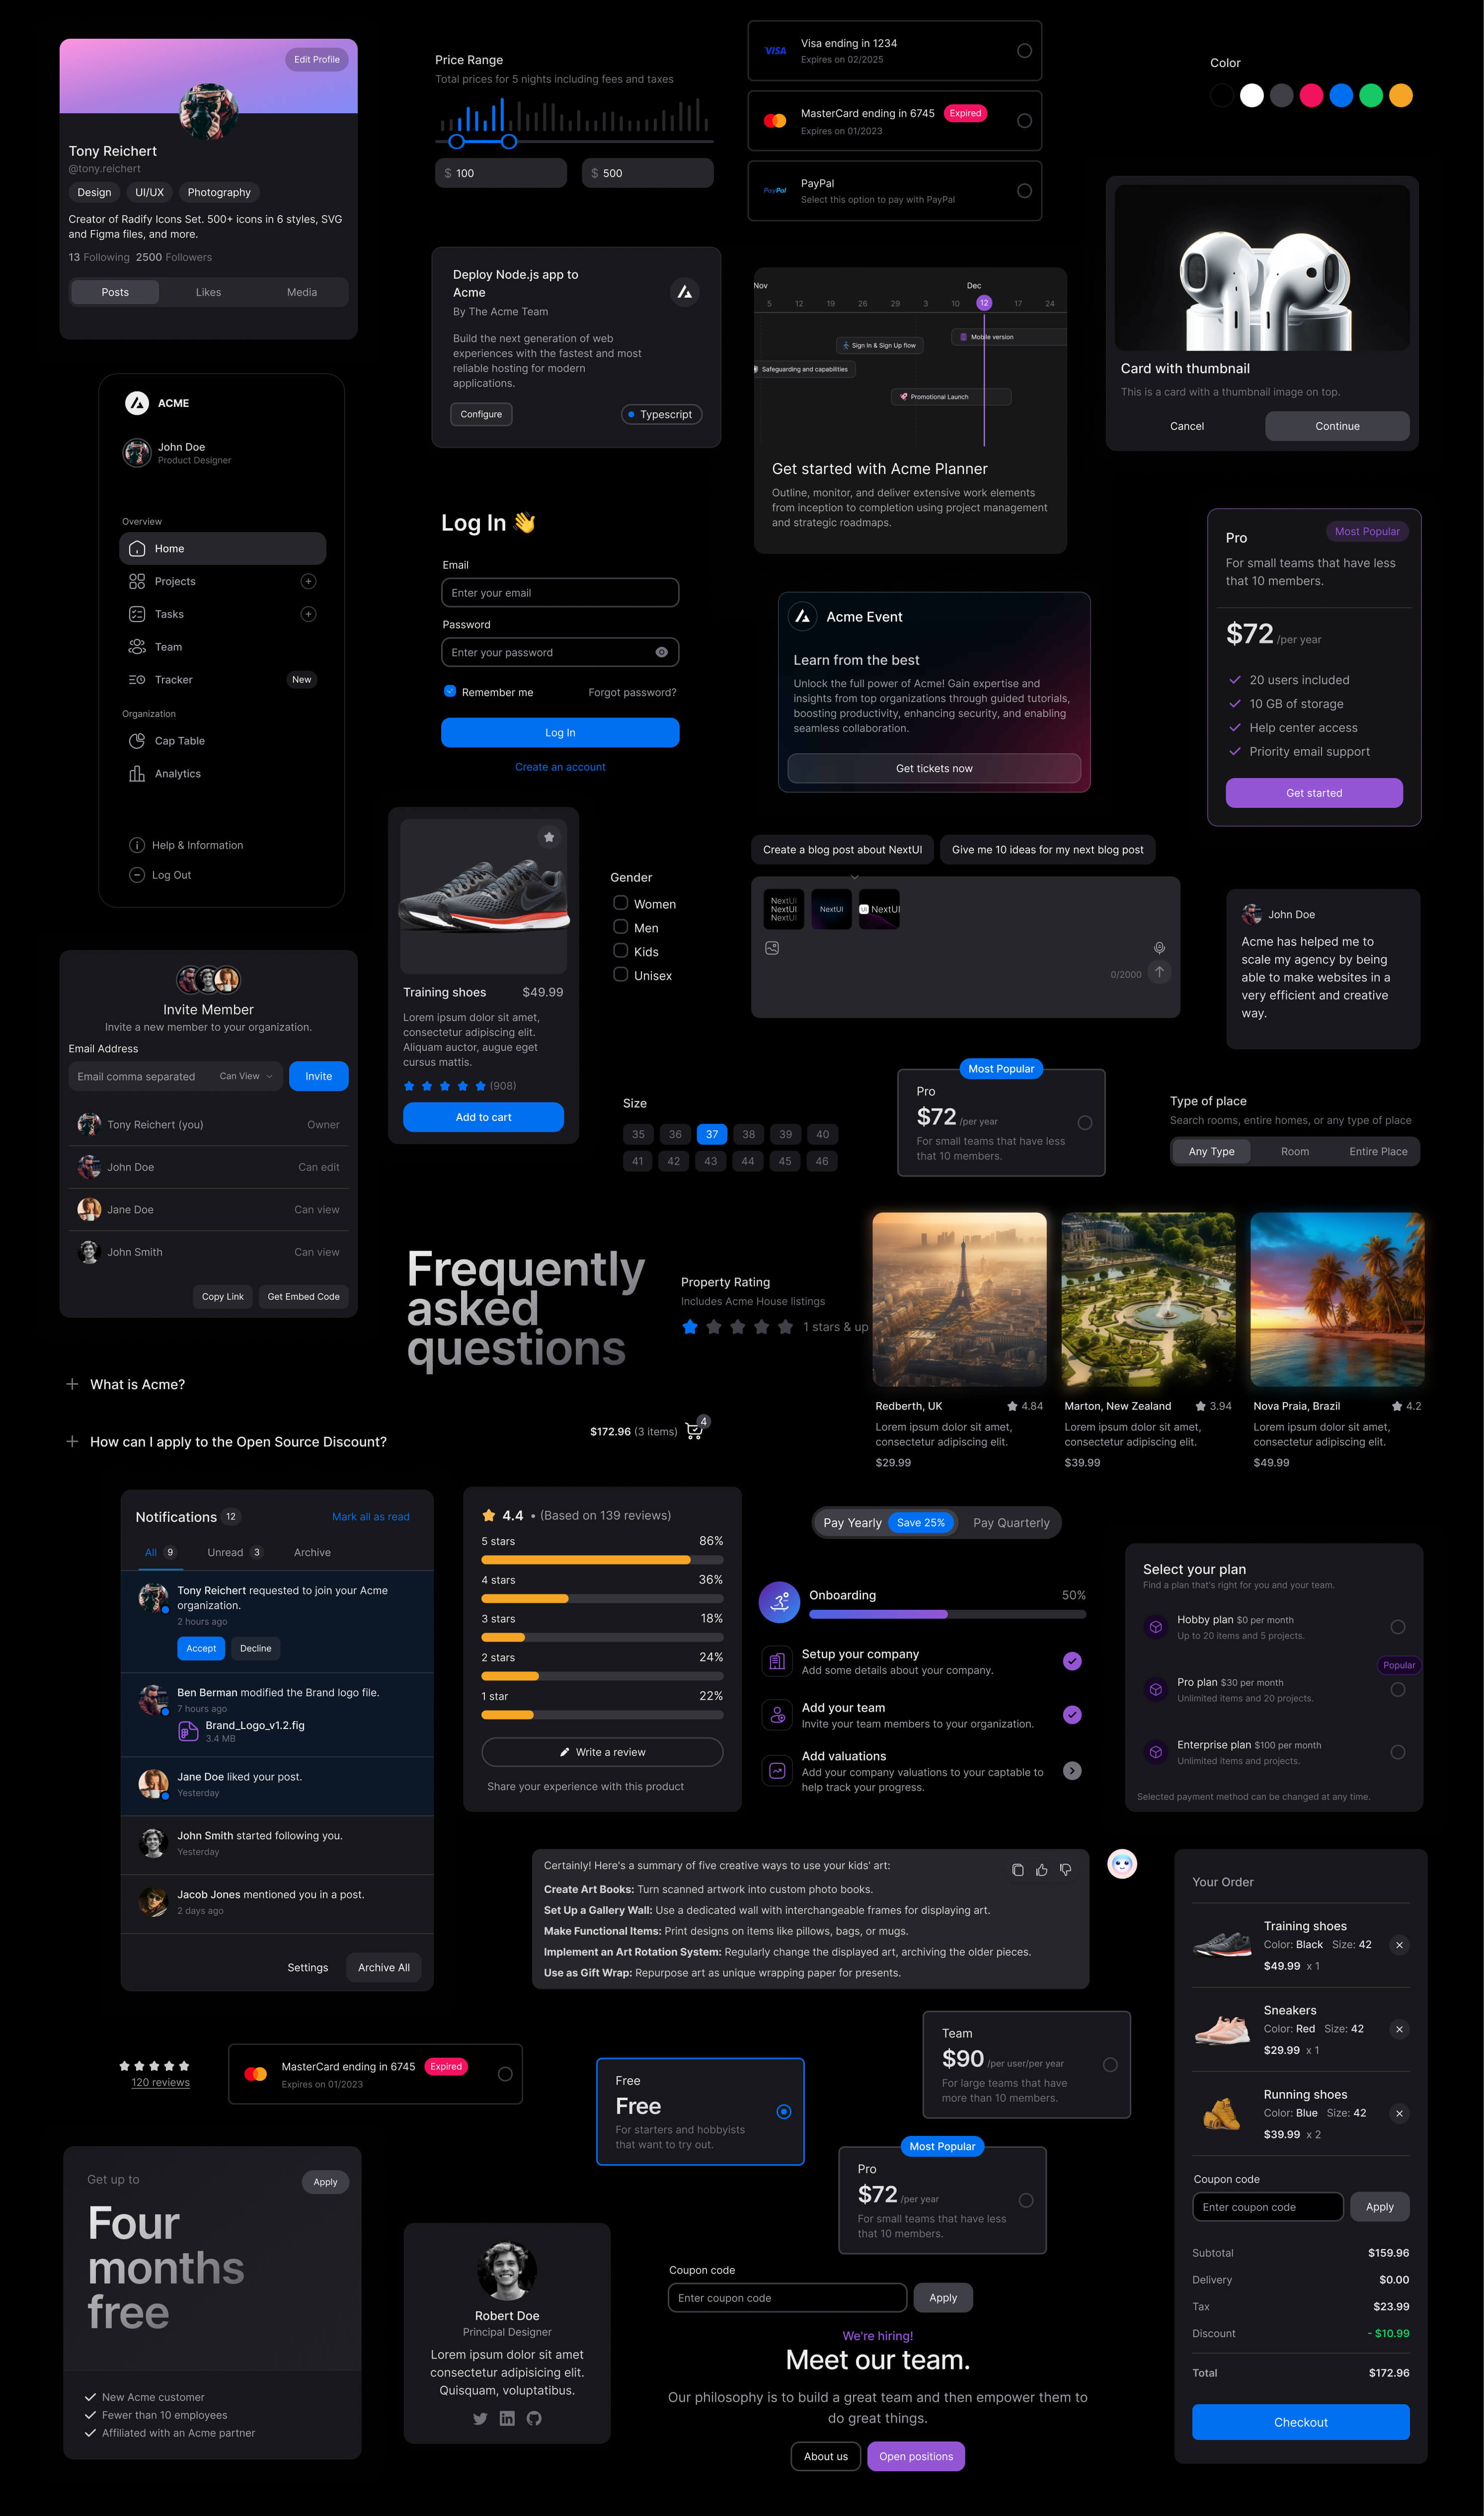 Edit Profile
Tony Reichert
@tony.reichert
Design
UI/UX
Photography
Creator of Radify Icons Set. 500+ icons in 6 styles, SVG
and Figma files, and more.
13 Following 2500 Followers
Posts
Likes
Media
Price Range
Total prices for 5 nights including fees and taxes
$ 100
$ 500
VISA
Visa ending in 1234
Expires on 02/2025
MasterCard ending in 6745
Expired
Expires on 01/2023
PayPal
PayPal
Select this option to pay with PayPal
Color
Deploy Node.js app to
Acme
By The Acme Team
Build the next generation of web
experiences with the fastest and most
reliable hosting for modern
applications.
Configure
Typescript
Nov
Dec
5 12 19 26 29 3 10 12 17 24
Sign In & Sign Up flow
Mobile version
Safeguarding and capabilities
Promotional Launch
Get started with Acme Planner
Outline, monitor, and deliver extensive work elements
from inception to completion using project management
and strategic roadmaps.
Card with thumbnail
This is a card with a thumbnail image on top.
Cancel
Continue
ACME
John Doe
Product Designer
Overview
Home
Projects
Tasks
Team
Tracker
New
Organization
Cap Table
Analytics
Help & Information
Log Out
Log In 👋
Email
Enter your email
Password
Enter your password
Remember me
Forgot password?
Log In
Create an account
Acme Event
Learn from the best
Unlock the full power of Acme! Gain expertise and
insights from top organizations through guided tutorials,
boosting productivity, enhancing security, and enabling
seamless collaboration.
Get tickets now
Most Popular
Pro
For small teams that have less
that 10 members.
$72 /per year
20 users included
10 GB of storage
Help center access
Priority email support
Get started
Training shoes
$49.99
Lorem ipsum dolor sit amet,
consectetur adipiscing elit.
Aliquam auctor, augue eget
cursus mattis.
(908)
Add to cart
Gender
Women
Men
Kids
Unisex
Create a blog post about NextUI
Give me 10 ideas for my next blog post
NextUI
NextUI
NextUI
NextUI
UI NextUI
0/2000
John Doe
Acme has helped me to
scale my agency by being
able to make websites in a
very efficient and creative
way.
Invite Member
Invite a new member to your organization.
Email Address
Email comma separated
Can View
Invite
Tony Reichert (you)
Owner
John Doe
Can edit
Jane Doe
Can view
John Smith
Can view
Copy Link
Get Embed Code
Size
35 36 37 38 39 40
41 42 43 44 45 46
Most Popular
Pro
$72 /per year
For small teams that have less
that 10 members.
Type of place
Search rooms, entire homes, or any type of place
Any Type
Room
Entire Place
Frequently
asked
questions
Property Rating
Includes Acme House listings
1 stars & up
Redberth, UK
4.84
Lorem ipsum dolor sit amet,
consectetur adipiscing elit.
$29.99
Marton, New Zealand
3.94
Lorem ipsum dolor sit amet,
consectetur adipiscing elit.
$39.99
Nova Praia, Brazil
4.2
Lorem ipsum dolor sit amet,
consectetur adipiscing elit.
$49.99
What is Acme?
How can I apply to the Open Source Discount?
$172.96 (3 items)
4
Notifications 12
Mark all as read
All 9
Unread 3
Archive
Tony Reichert requested to join your Acme
organization.
2 hours ago
Accept
Decline
Ben Berman modified the Brand logo file.
7 hours ago
Brand_Logo_v1.2.fig
3.4 MB
Jane Doe liked your post.
Yesterday
John Smith started following you.
Yesterday
Jacob Jones mentioned you in a post.
2 days ago
Settings
Archive All
4.4 • (Based on 139 reviews)
5 stars 86%
4 stars 36%
3 stars 18%
2 stars 24%
1 star 22%
Write a review
Share your experience with this product
Pay Yearly
Save 25%
Pay Quarterly
Onboarding
50%
Setup your company
Add some details about your company.
Add your team
Invite your team members to your organization.
Add valuations
Add your company valuations to your captable to
help track your progress.
Select your plan
Find a plan that's right for you and your team.
Hobby plan $0 per month
Up to 20 items and 5 projects.
Popular
Pro plan $30 per month
Unlimited items and 20 projects.
Enterprise plan $100 per month
Unlimited items and projects.
Selected payment method can be changed at any time.
Certainly! Here's a summary of five creative ways to use your kids' art:
Create Art Books: Turn scanned artwork into custom photo books.
Set Up a Gallery Wall: Use a dedicated wall with interchangeable frames for displaying art.
Make Functional Items: Print designs on items like pillows, bags, or mugs.
Implement an Art Rotation System: Regularly change the displayed art, archiving the older pieces.
Use as Gift Wrap: Repurpose art as unique wrapping paper for presents.
Your Order
Training shoes
Color: Black Size: 42
$49.99 x 1
Sneakers
Color: Red Size: 42
$29.99 x 1
Running shoes
Color: Blue Size: 42
$39.99 x 2
Coupon code
Enter coupon code
Apply
Subtotal $159.96
Delivery $0.00
Tax $23.99
Discount - $10.99
Total $172.96
Checkout
120 reviews
MasterCard ending in 6745
Expired
Expires on 01/2023
Free
Free
For starters and hobbyists
that want to try out.
Team
$90 /per user/per year
For large teams that have
more than 10 members.
Most Popular
Pro
$72 /per year
For small teams that have less
that 10 members.
Get up to
Apply
Four
months
free
New Acme customer
Fewer than 10 employees
Affiliated with an Acme partner
Robert Doe
Principal Designer
Lorem ipsum dolor sit amet
consectetur adipisicing elit.
Quisquam, voluptatibus.
Coupon code
Enter coupon code
Apply
We're hiring!
Meet our team.
Our philosophy is to build a great team and then empower them to
do great things.
About us
Open positions